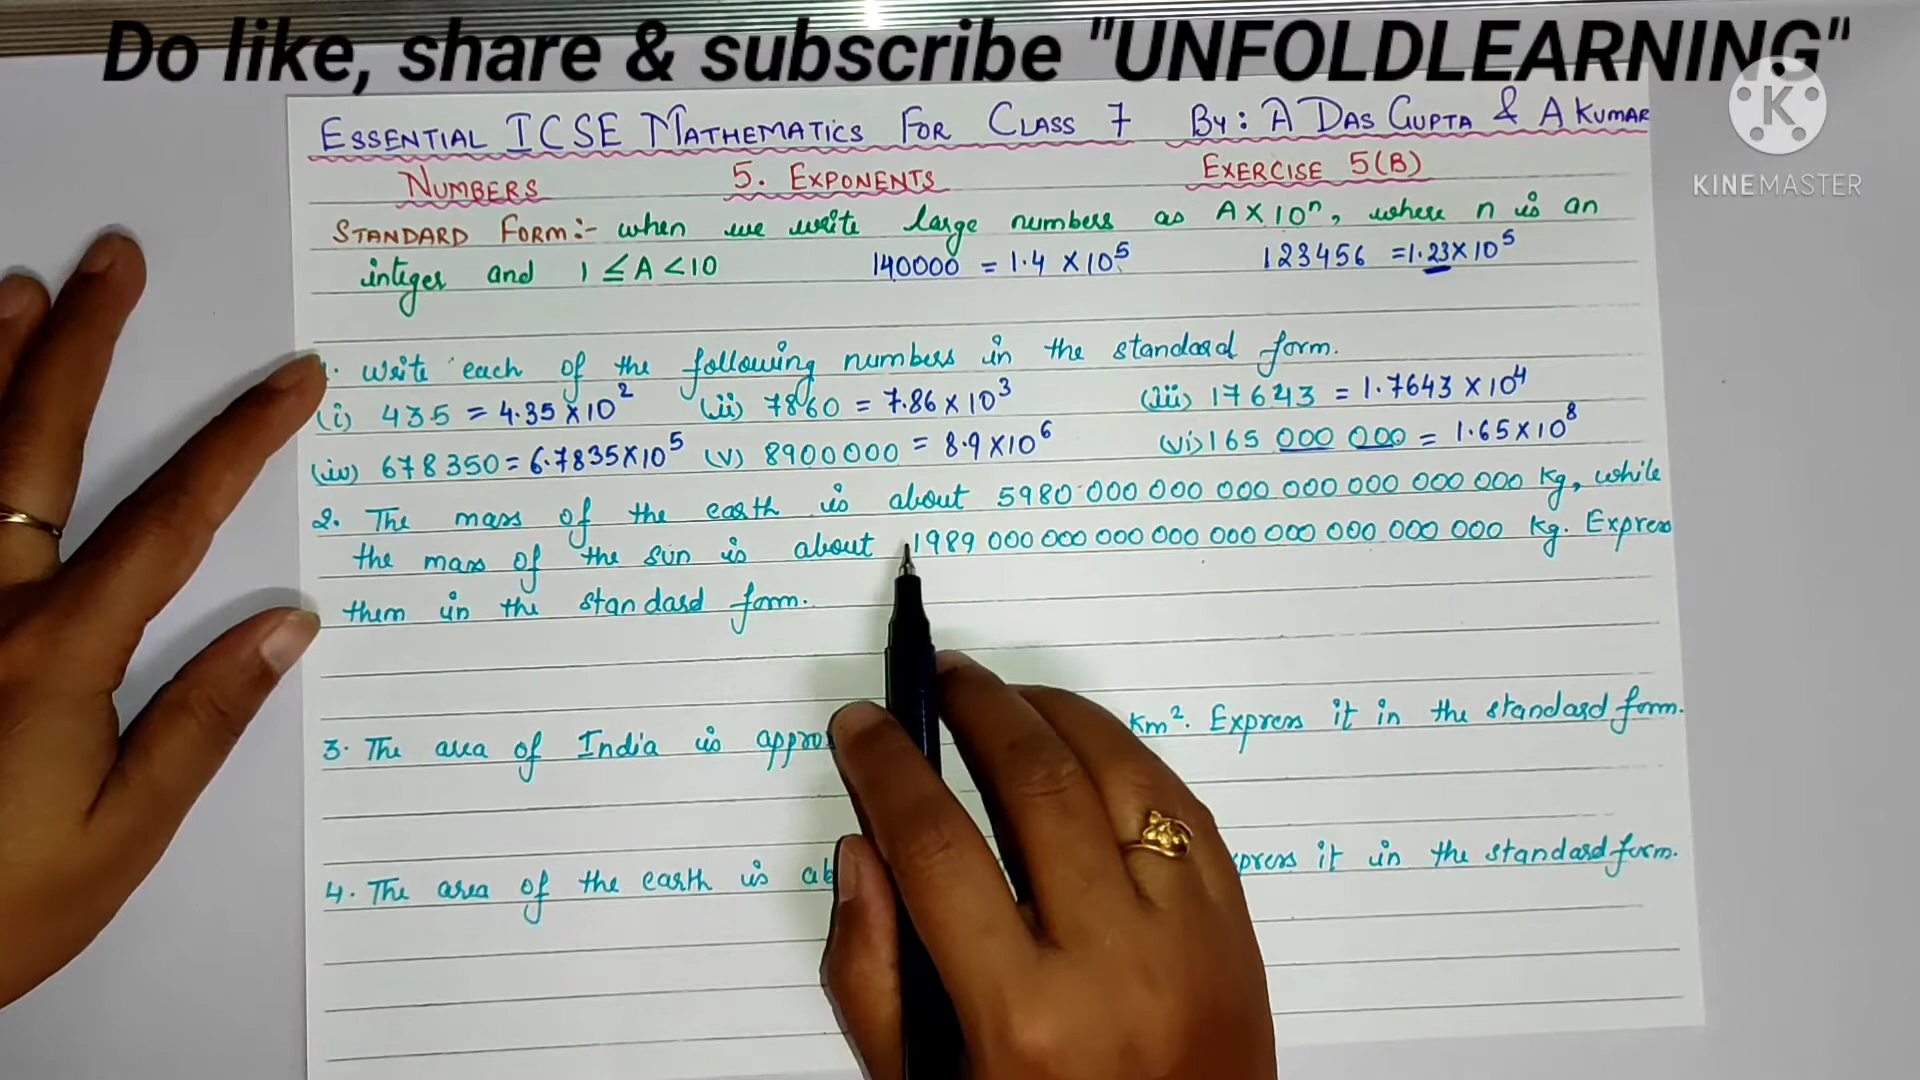 Do like, share & subscribe "UNFOLDLEARNING"
KINEMASTER
ESSENTIAL ICSE MATHEMATICS FOR CLASS 7 BY: A DAS GUPTA & A KUMAR
NUMBERS 5. EXPONENTS EXERCISE 5(B)
STANDARD FORM:- when we write large numbers as A×10ⁿ, where n is an
integer and 1 ≤ A < 10 140000 = 1.4 × 10⁵ 123456 = 1.23×10⁵
1. Write each of the following numbers in the standard form.
(i) 435 = 4.35×10² (ii) 7860 = 7.86×10³ (iii) 17643 = 1.7643×10⁴
(iv) 678350 = 6.7835×10⁵ (v) 8900000 = 8.9×10⁶ (vi) 165 000 000 = 1.65×10⁸
2. The mass of the earth is about 5980 000 000 000 000 000 000 000 Kg, while
the mass of the sun is about 1989 000 000 000 000 000 000 000 000 000 Kg. Express
them in the standard form.
3. The area of India is Km². Express it in the standard form.
4. The area of the earth is it in the standard form.